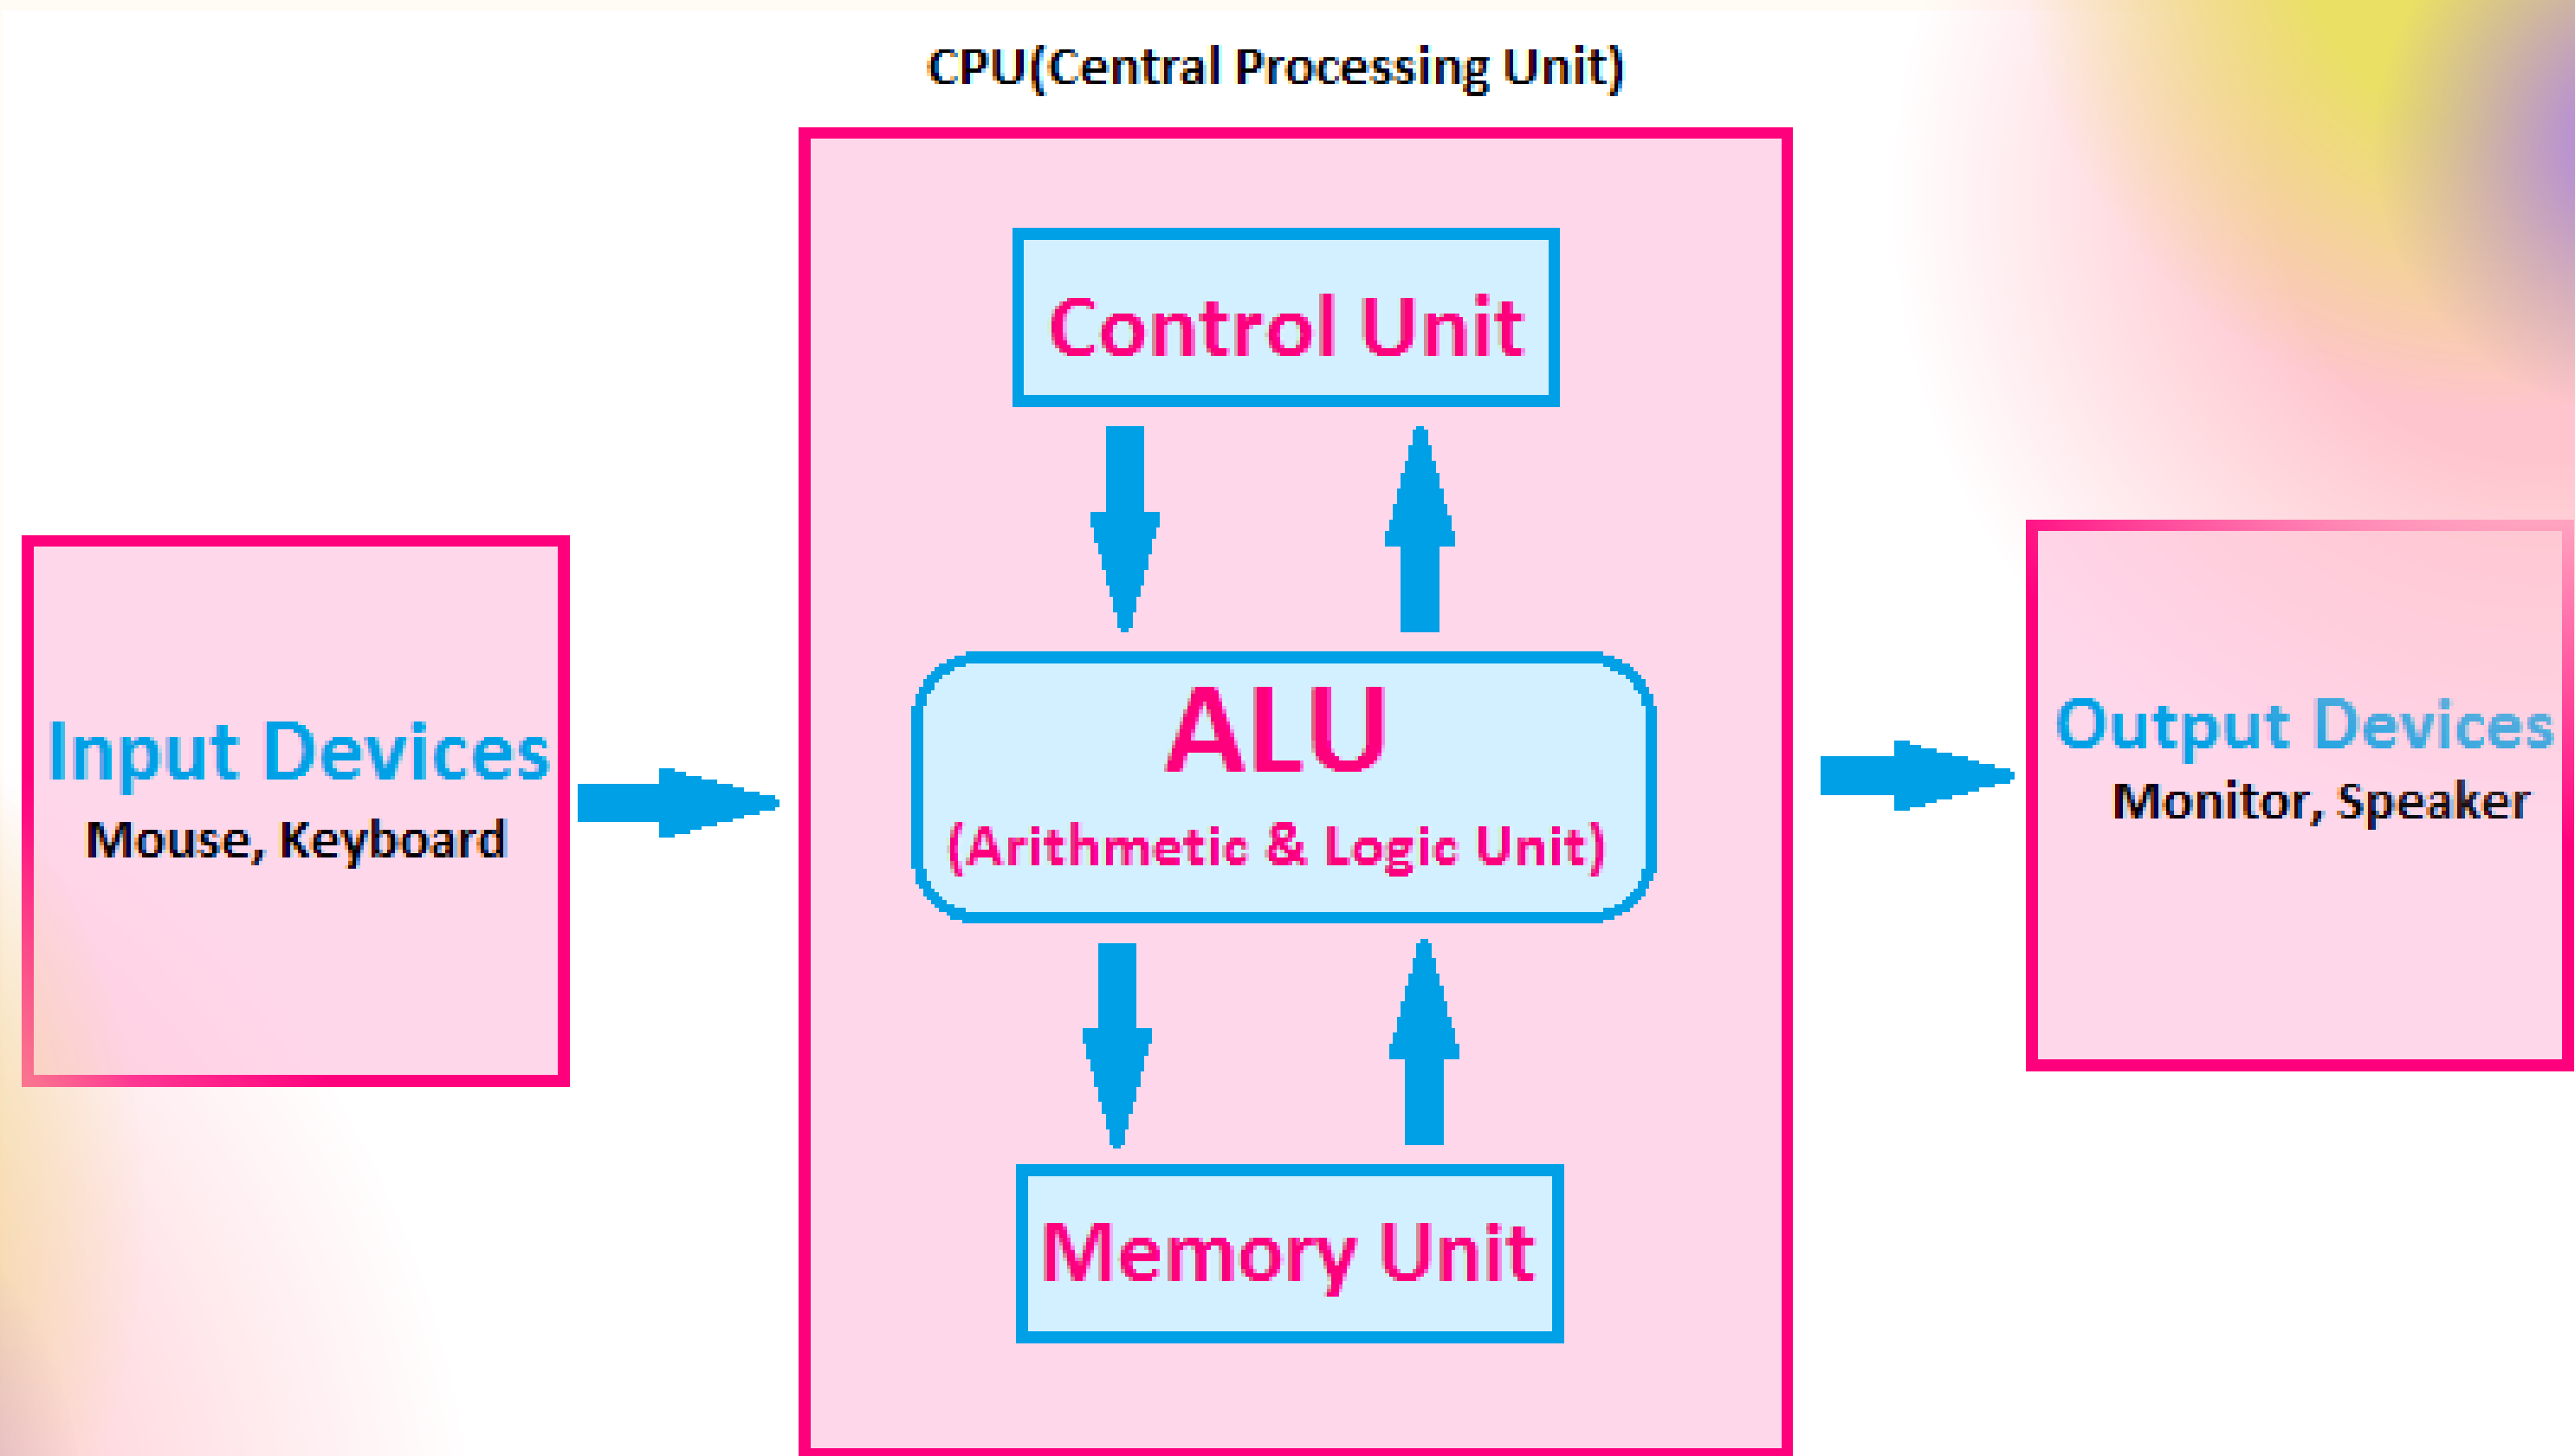 CPU(Central Processing Unit)
Control Unit
ALU
(Arithmetic & Logic Unit)
Memory Unit
Input Devices
Mouse, Keyboard
Output Devices
Monitor, Speaker